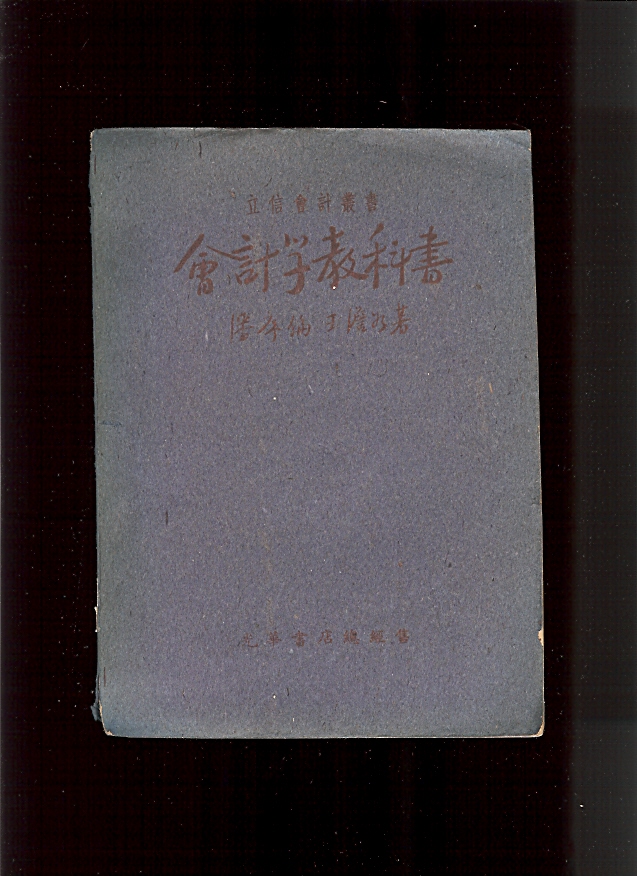 立信會計叢書
會計学教科書
潘序倫 王澹如著
光華書店總經售